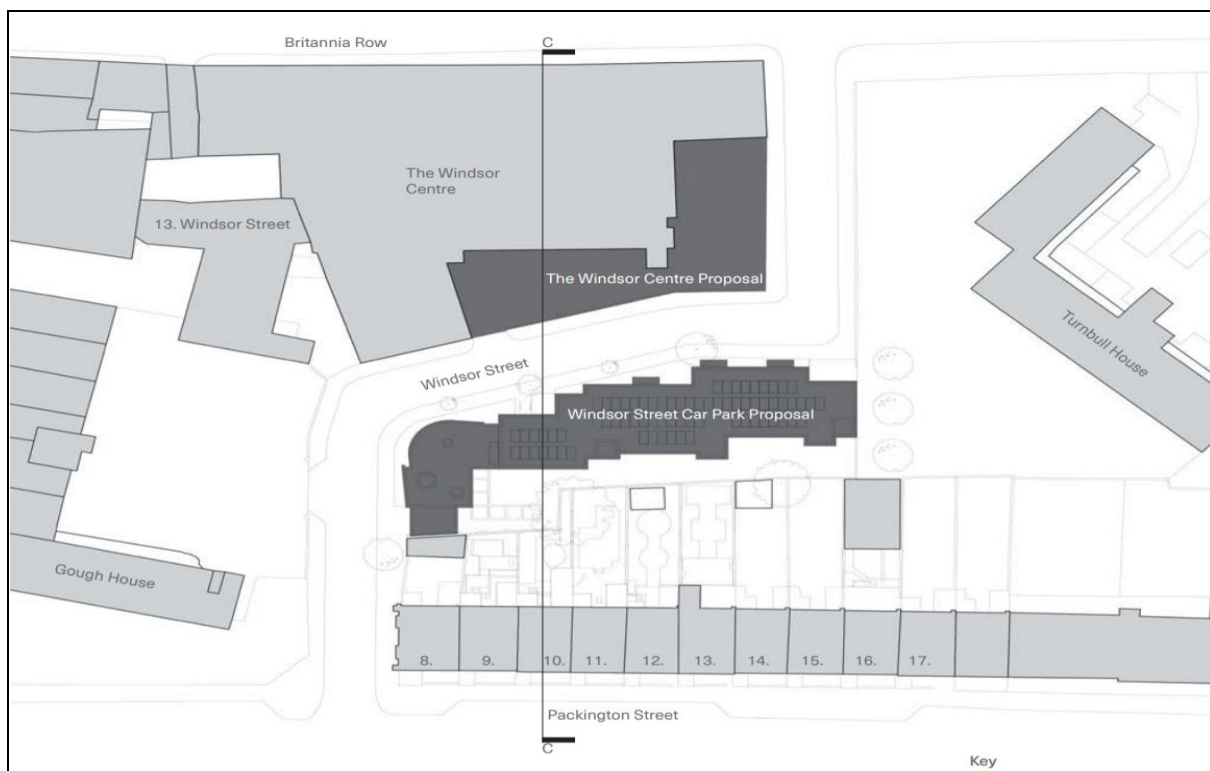 Britannia Row
C
The Windsor
Centre
13. Windsor Street
The Windsor Centre Proposal
Turnbull House
Windsor Street
Windsor Street Car Park Proposal
Gough House
8. 9. 10. 11. 12. 13. 14. 15. 16. 17.
Packington Street
C
Key